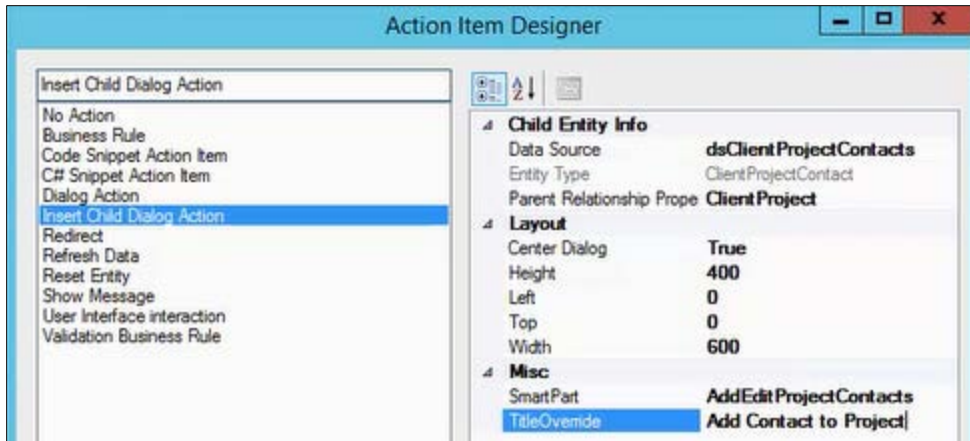 Action Item Designer
Insert Child Dialog Action
No Action
Business Rule
Code Snippet Action Item
C# Snippet Action Item
Dialog Action
Insert Child Dialog Action
Redirect
Refresh Data
Reset Entity
Show Message
User Interface interaction
Validation Business Rule
Child Entity Info
Data Source dsClientProjectContacts
Entity Type ClientProjectContact
Parent Relationship Prope ClientProject
Layout
Center Dialog True
Height 400
Left 0
Top 0
Width 600
Misc
SmartPart AddEditProjectContacts
TitleOverride Add Contact to Project